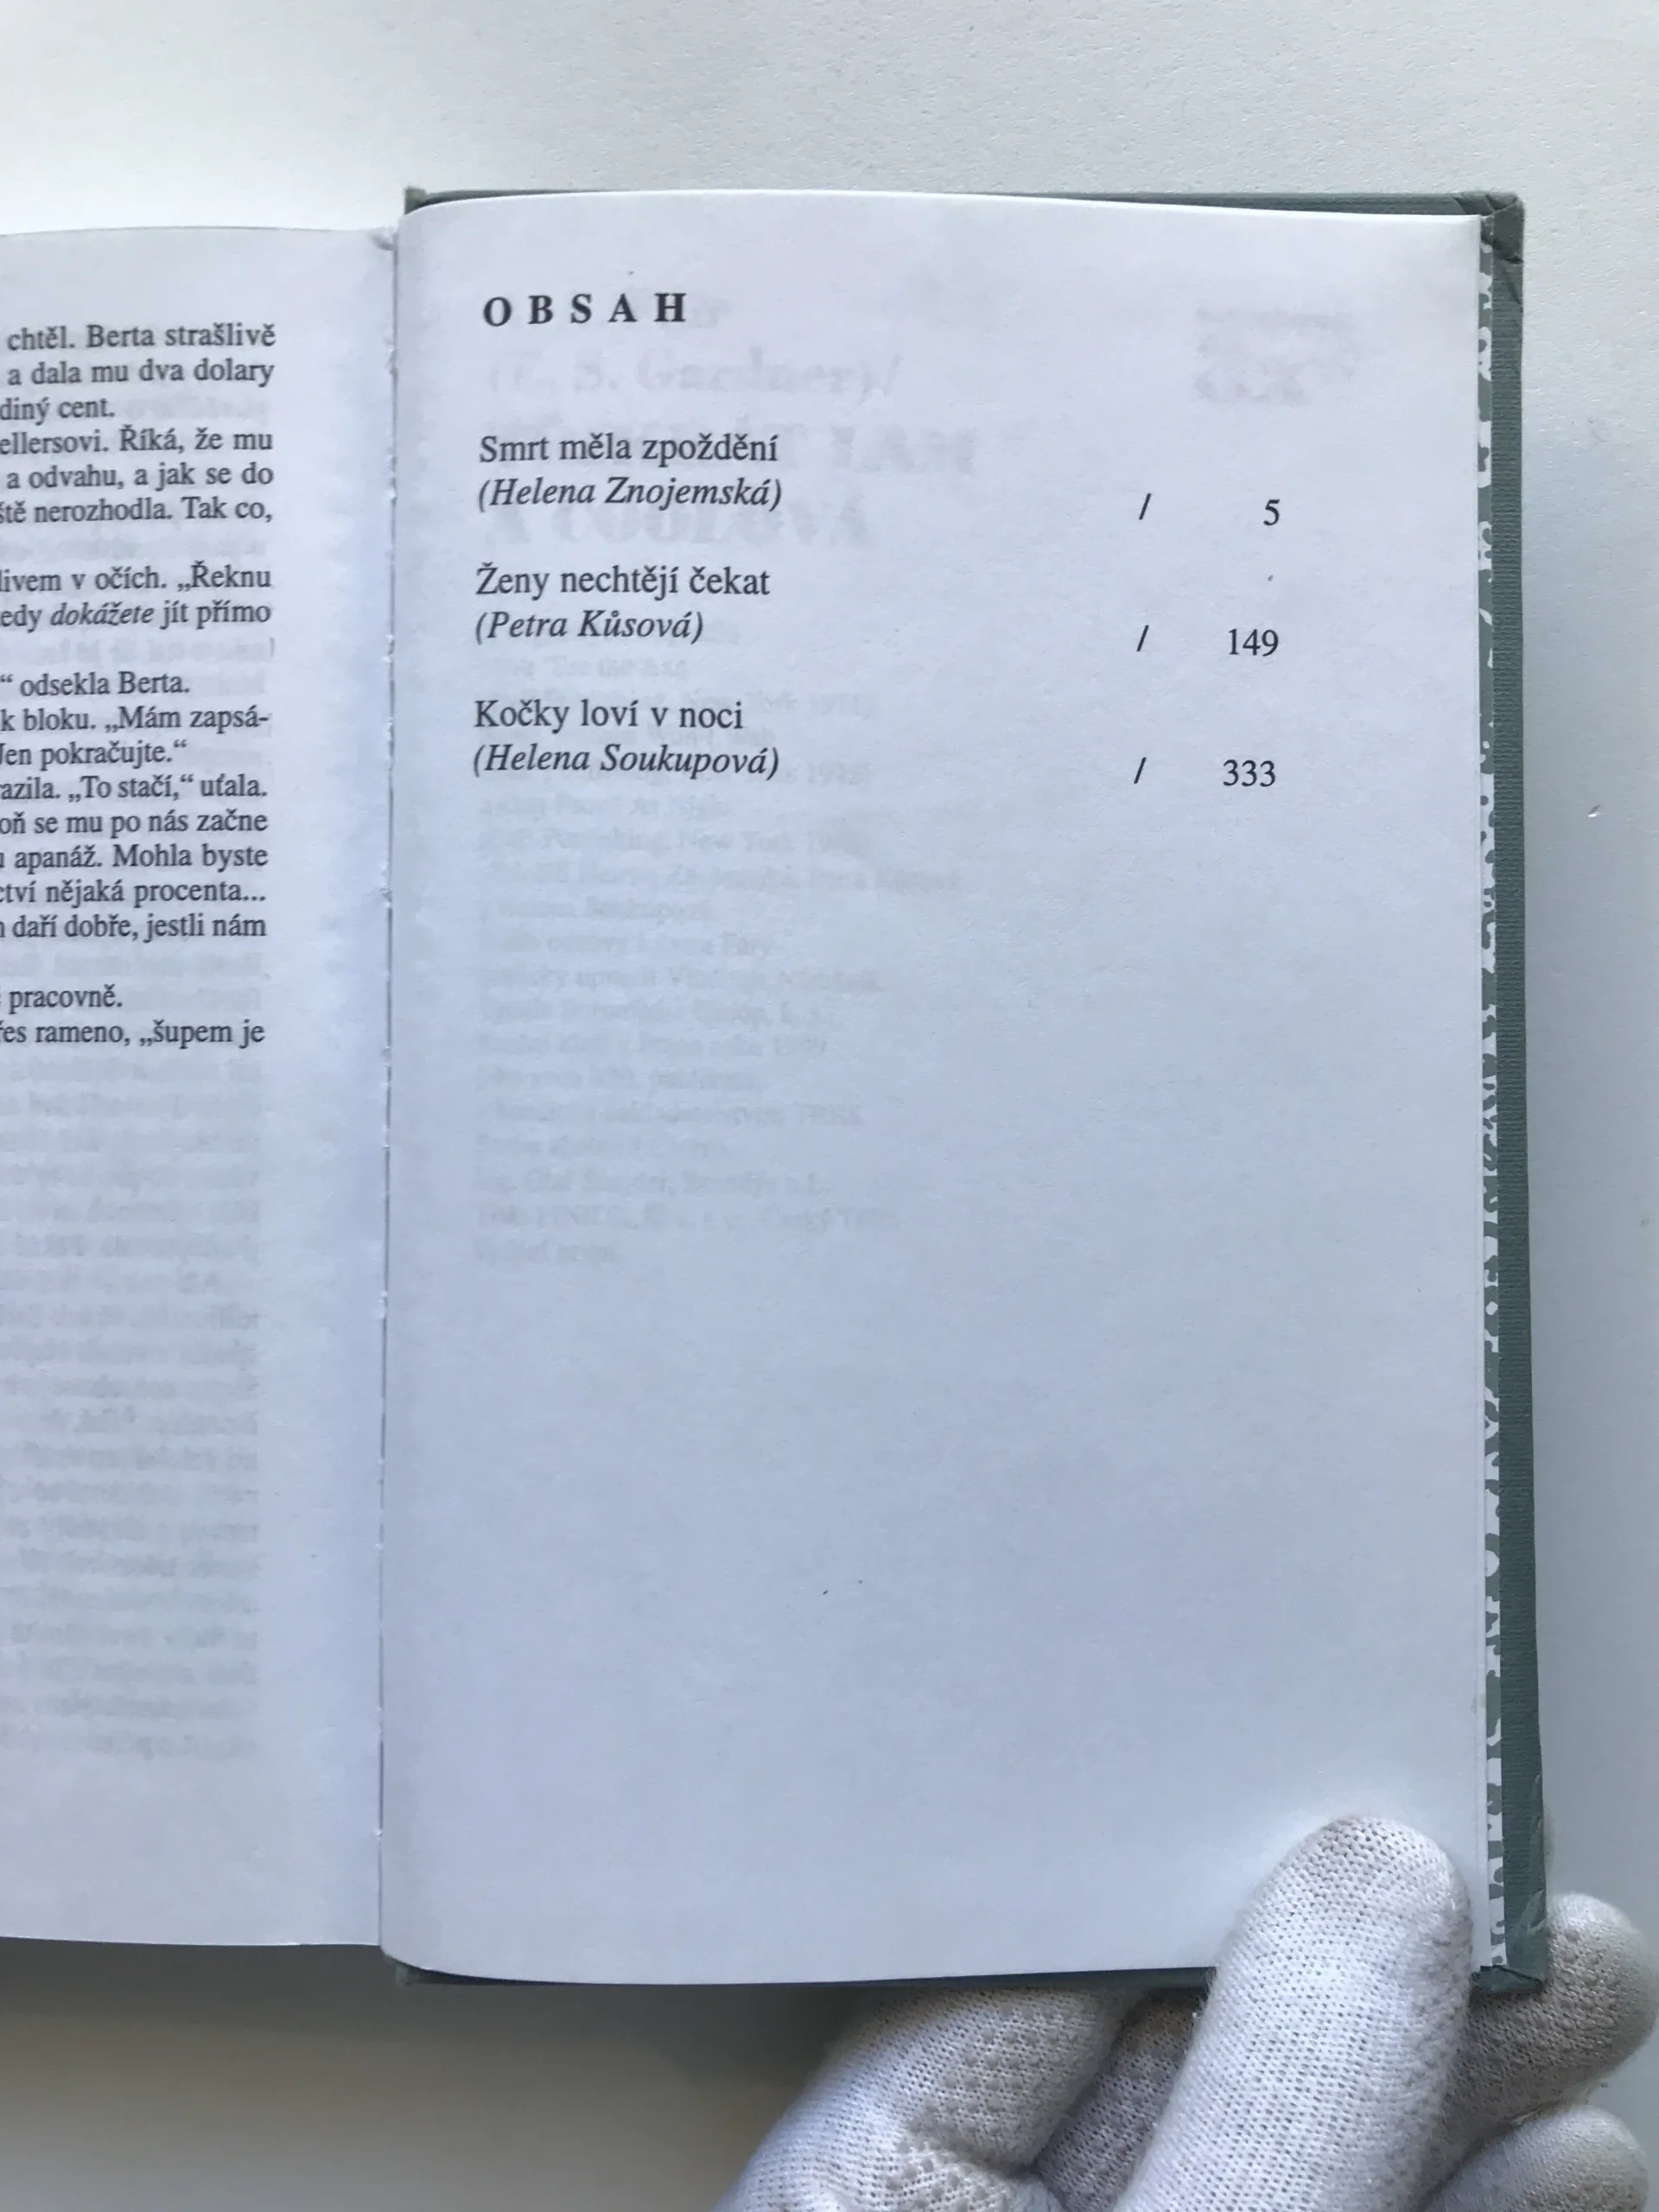 chtěl. Berta strašlivě
a dala mu dva dolary
diný cent.
ellersovi. Říká, že mu
a odvahu, a jak se do
ště nerozhodla. Tak co,
livem v očích. „Řeknu
edy dokážete jít přímo
“ odsekla Berta.
k bloku. „Mám zapsá-
Jen pokračujte.“
azila. „To stačí,“ uťala.
oň se mu po nás začne
u apanáž. Mohla byste
ctví nějaká procenta...
n daří dobře, jestli nám
pracovně.
řes rameno, „šupem je
OBSAH
Smrt měla zpoždění
(Helena Znojemská) / 5
Ženy nechtějí čekat
(Petra Kůsová) / 149
Kočky loví v noci
(Helena Soukupová) / 333